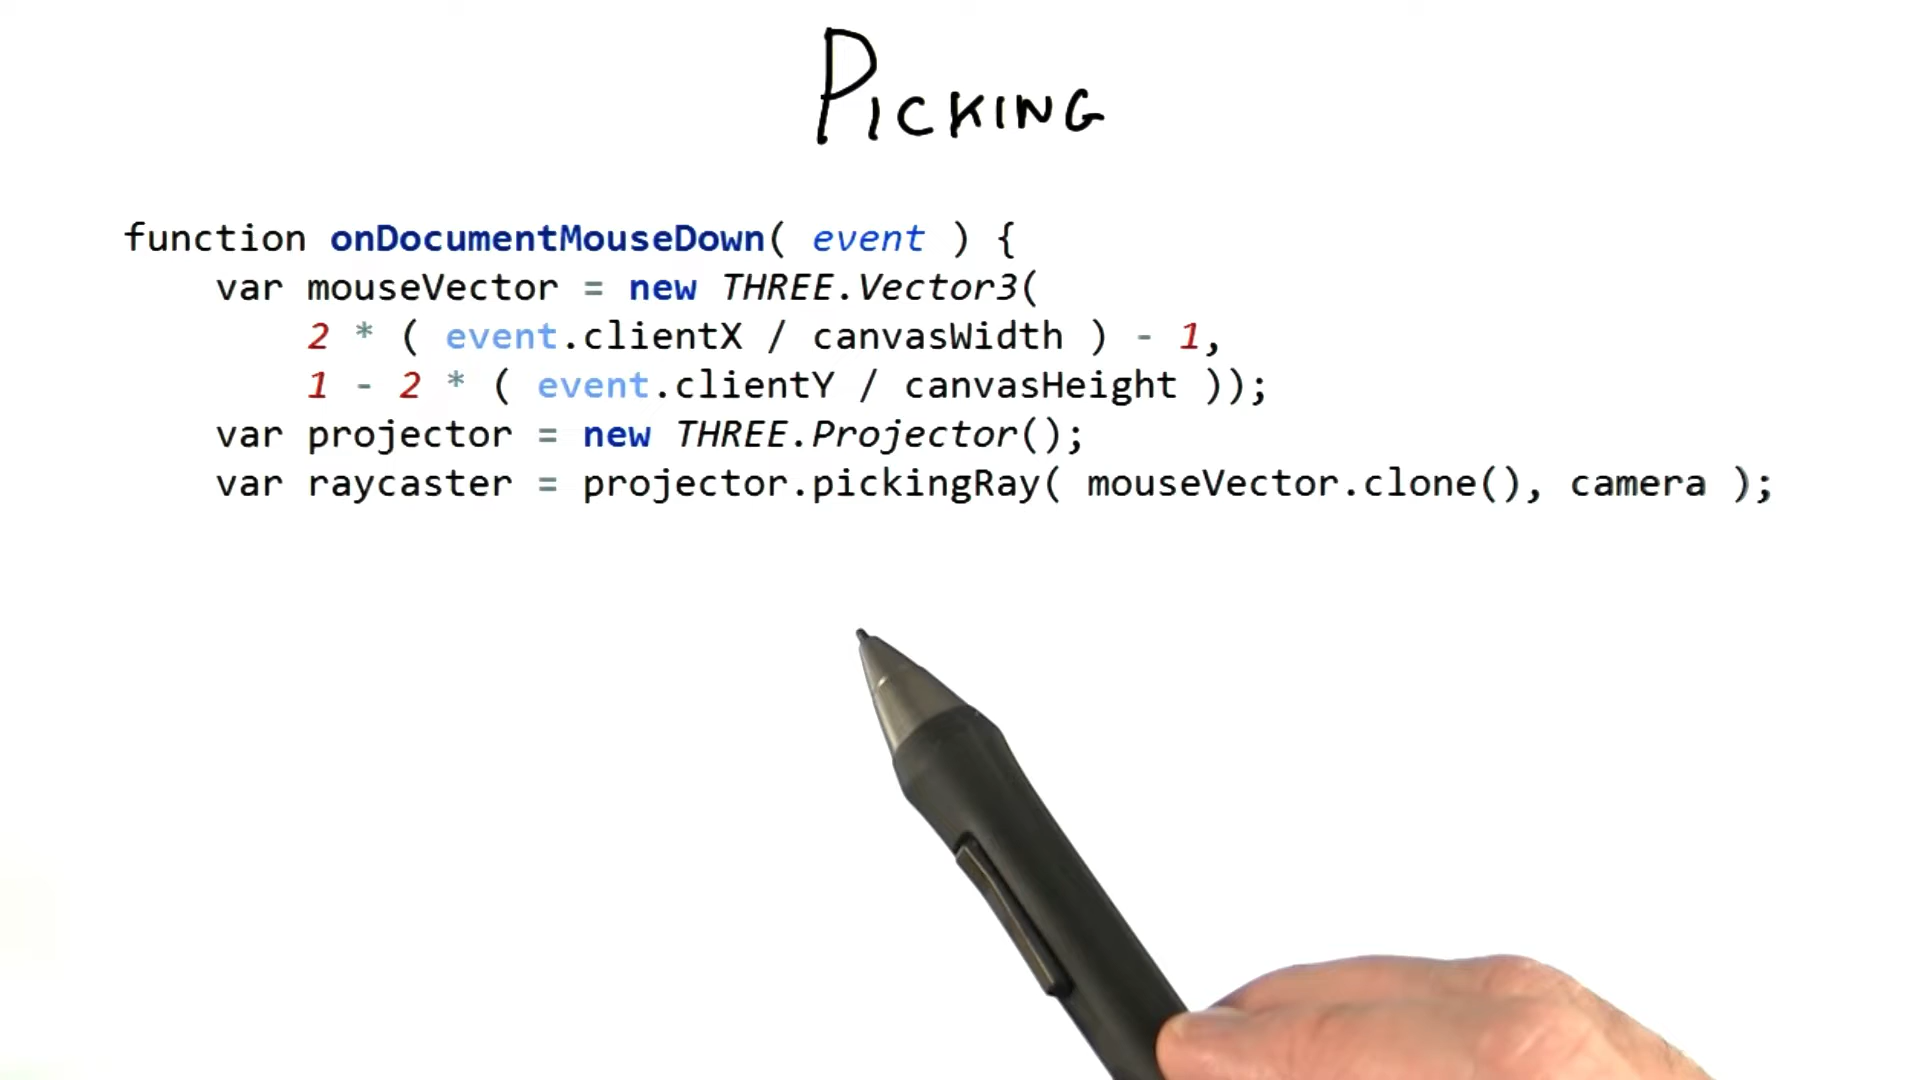 PICKING
function onDocumentMouseDown( event ) {
var mouseVector = new THREE.Vector3(
2 * ( event.clientX / canvasWidth ) - 1,
1 - 2 * ( event.clientY / canvasHeight ));
var projector = new THREE.Projector();
var raycaster = projector.pickingRay( mouseVector.clone(), camera );